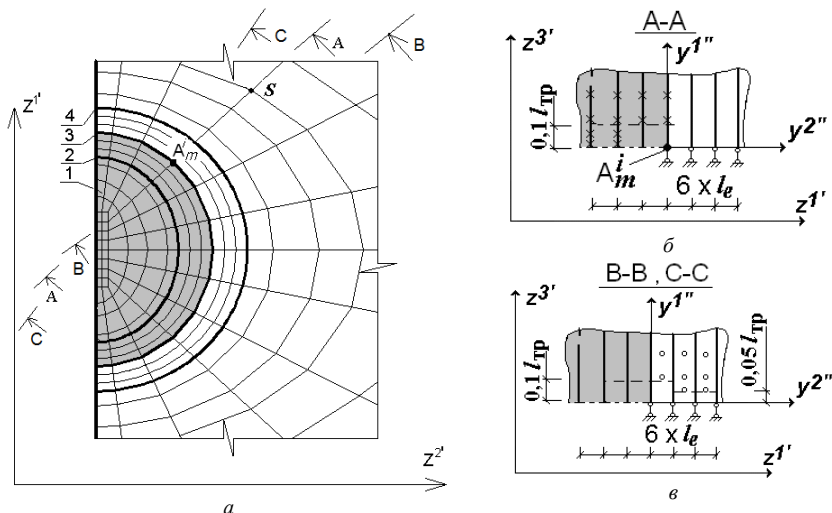 C
A
B
z1'
4
3
2
1
s
A'm
B
A
C
z2'
а
A-A
z3'
y1"
0,1 lтр
y2"
Aim
6 x le
z1'
б
B-B , C-C
z3'
y1"
0,1 lтр
0,05 lтр
y2"
6 x le
z1'
в